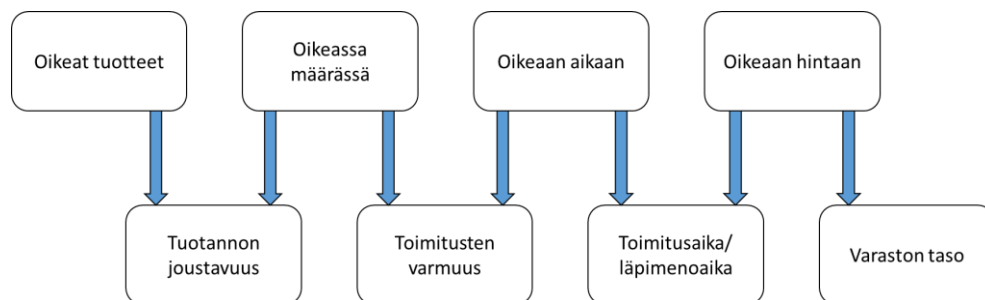 Oikeat tuotteet
Oikeassa
määrässä
Oikeaan aikaan
Oikeaan hintaan
Tuotannon
joustavuus
Toimitusten
varmuus
Toimitusaika/
läpimenoaika
Varaston taso